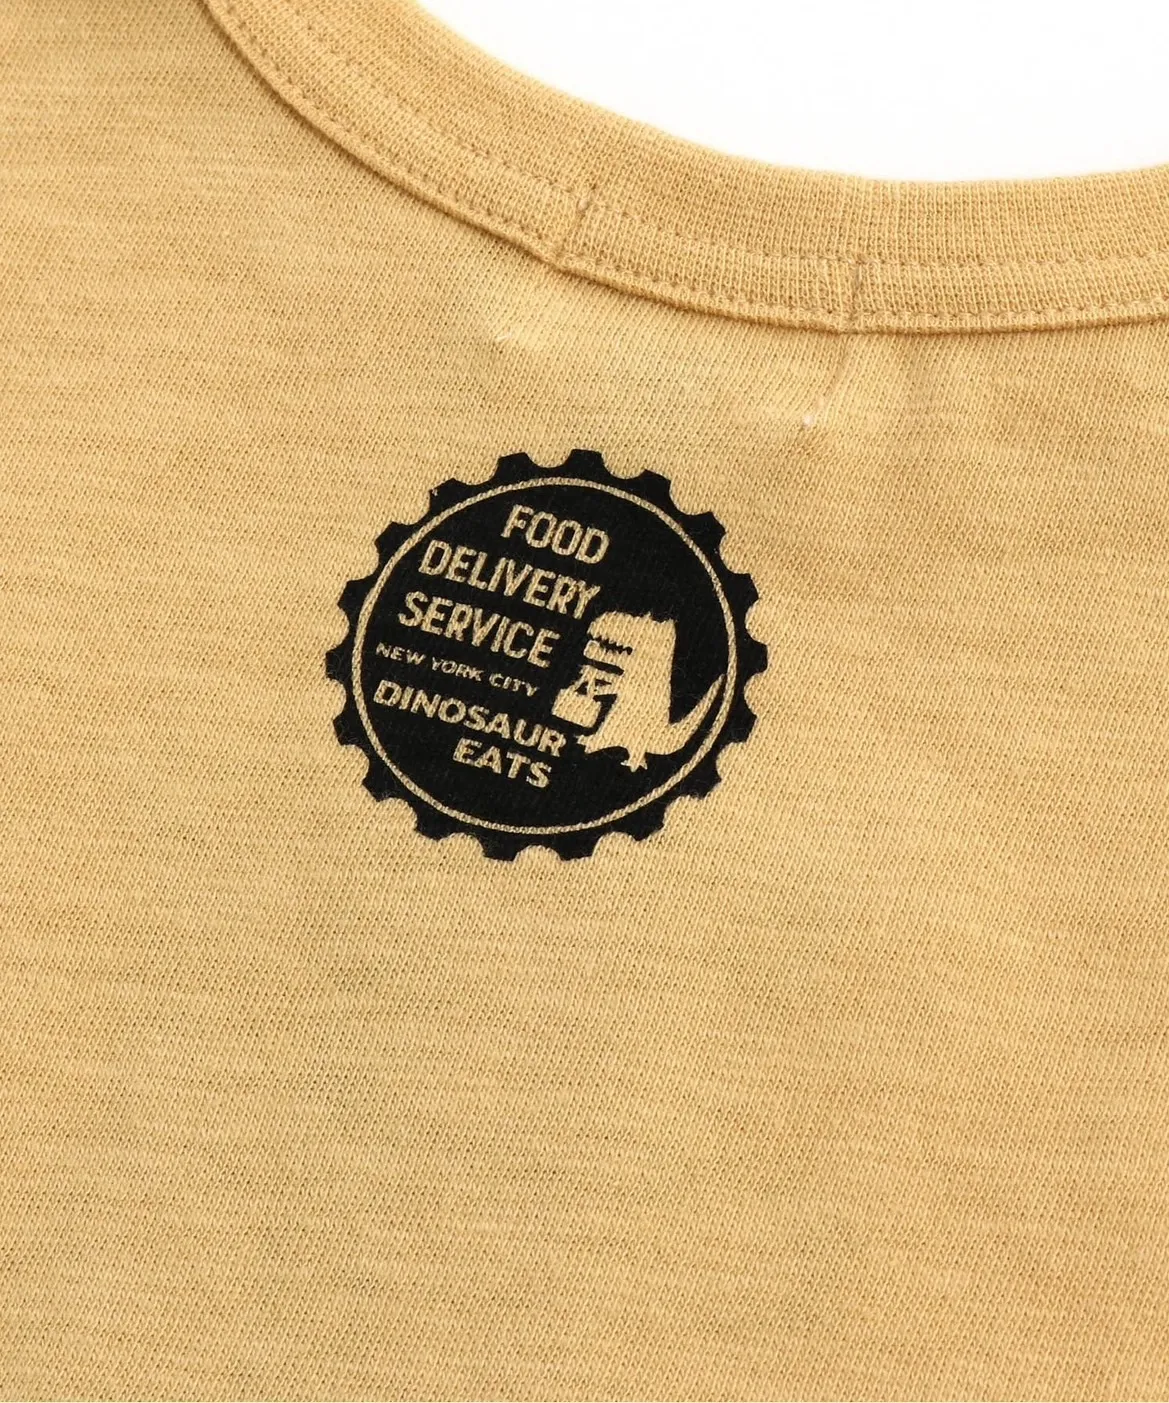 FOOD
DELIVERY
SERVICE
NEW YORK CITY
DINOSAUR
EATS